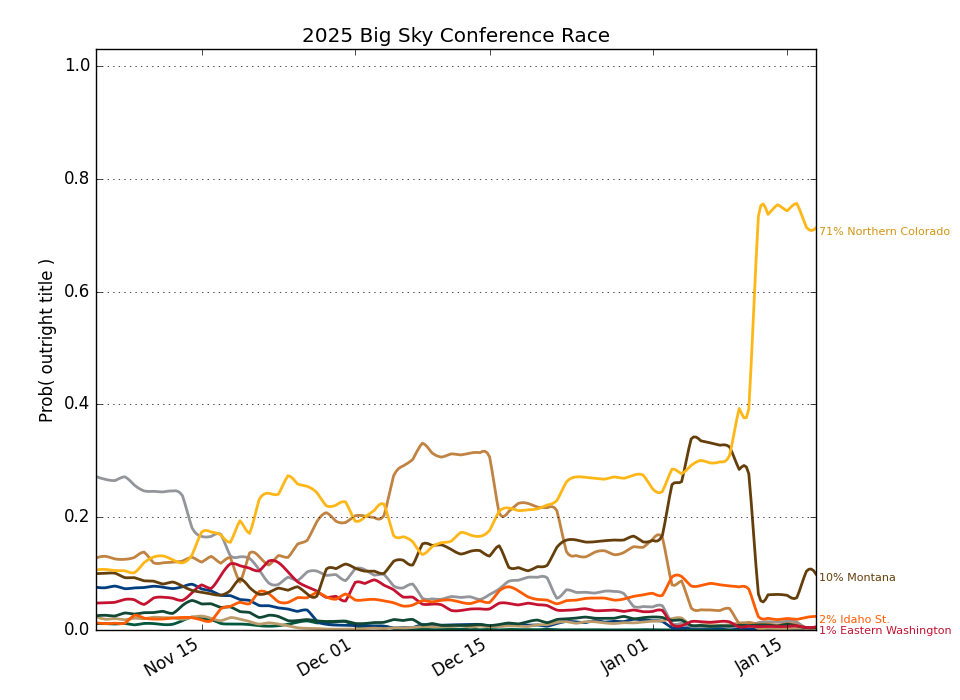 2025 Big Sky Conference Race
1.0
0.8
0.6
0.4
0.2
0.0
Prob( outright title )
71% Northern Colorado
10% Montana
2% Idaho St.
1% Eastern Washington
Nov 15
Dec 01
Dec 15
Jan 01
Jan 15